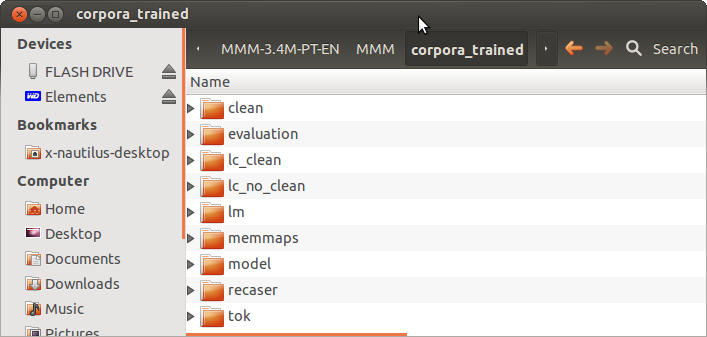 corpora_trained
MMM-3.4M-PT-EN MMM corpora_trained Search
Devices
FLASH DRIVE
WD Elements
Bookmarks
x-nautilus-desktop
Computer
Home
Desktop
Documents
Downloads
Music
Pictures
Name
clean
evaluation
lc_clean
lc_no_clean
lm
memmaps
model
recaser
tok